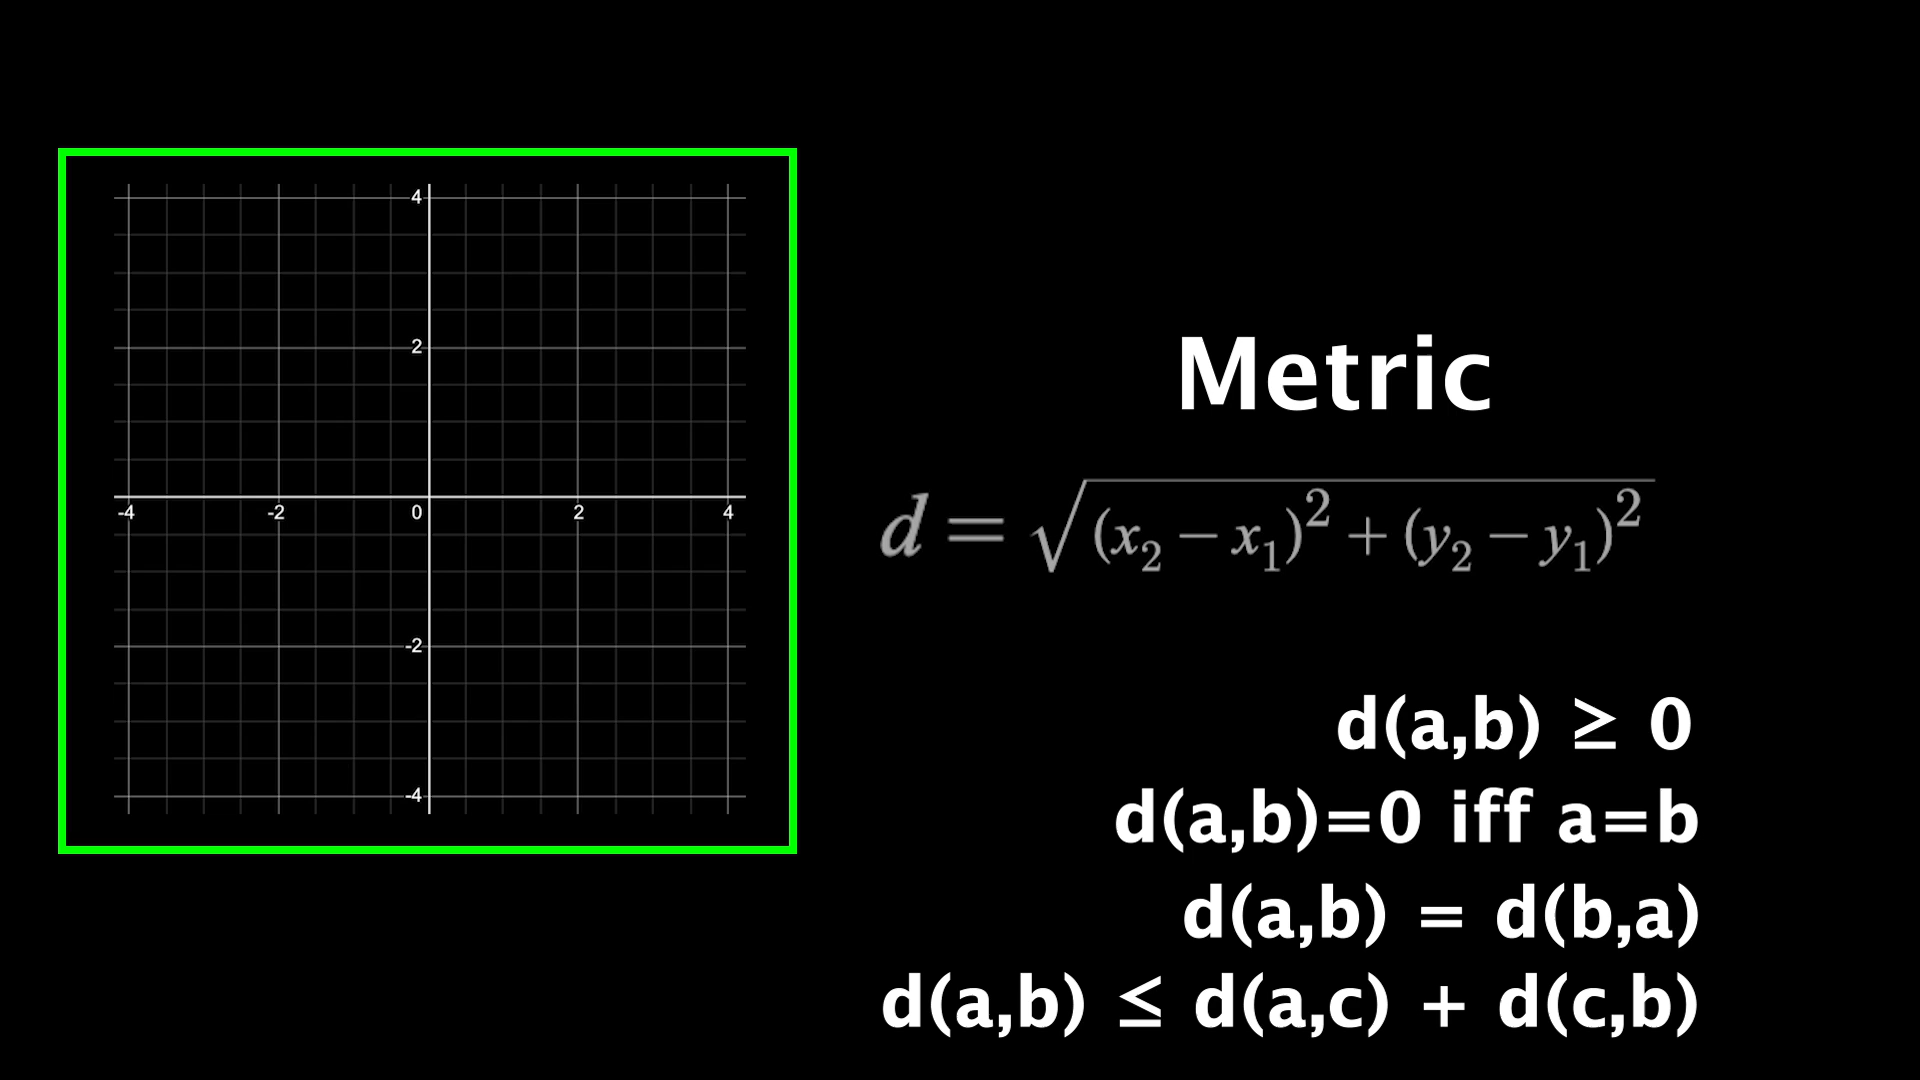 4
2
-4 -2 0 2 4
-2
-4
Metric
d = √(x₂ − x₁)² + (y₂ − y₁)²
d(a,b) ≥ 0
d(a,b)=0 iff a=b
d(a,b) = d(b,a)
d(a,b) ≤ d(a,c) + d(c,b)